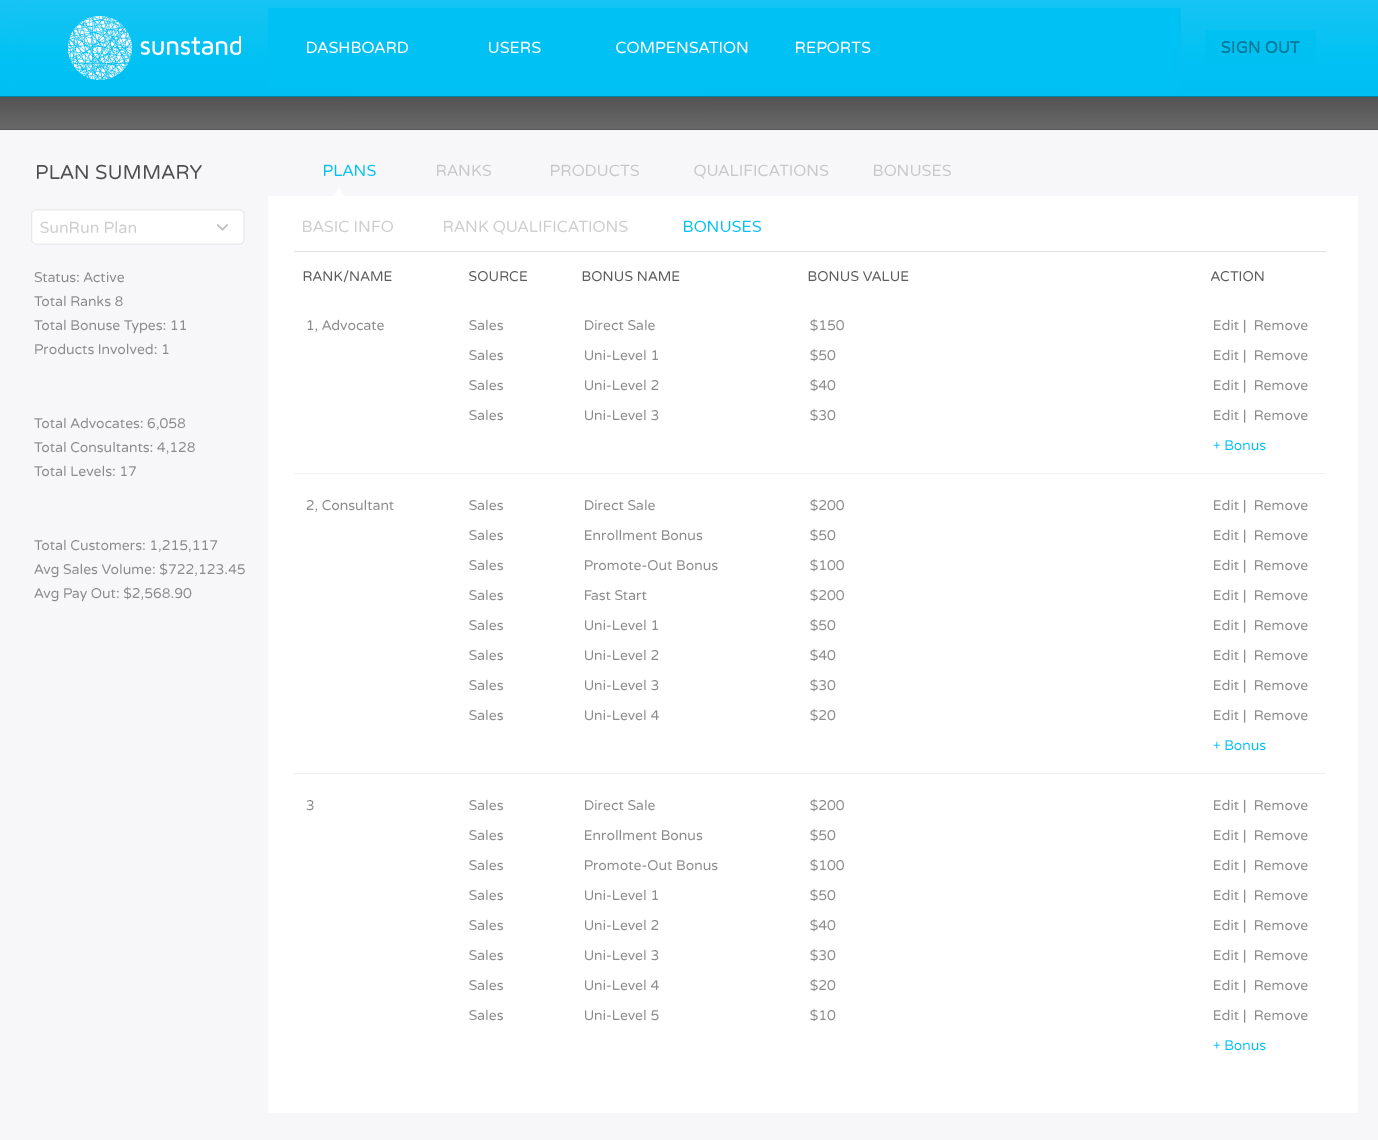 sunstand DASHBOARD USERS COMPENSATION REPORTS SIGN OUT
PLAN SUMMARY
SunRun Plan
Status: Active
Total Ranks 8
Total Bonuse Types: 11
Products Involved: 1
Total Advocates: 6,058
Total Consultants: 4,128
Total Levels: 17
Total Customers: 1,215,117
Avg Sales Volume: $722,123.45
Avg Pay Out: $2,568.90
PLANS RANKS PRODUCTS QUALIFICATIONS BONUSES
BASIC INFO RANK QUALIFICATIONS BONUSES
RANK/NAME SOURCE BONUS NAME BONUS VALUE ACTION
1, Advocate Sales Direct Sale $150 Edit | Remove
Sales Uni-Level 1 $50 Edit | Remove
Sales Uni-Level 2 $40 Edit | Remove
Sales Uni-Level 3 $30 Edit | Remove
+ Bonus
2, Consultant Sales Direct Sale $200 Edit | Remove
Sales Enrollment Bonus $50 Edit | Remove
Sales Promote-Out Bonus $100 Edit | Remove
Sales Fast Start $200 Edit | Remove
Sales Uni-Level 1 $50 Edit | Remove
Sales Uni-Level 2 $40 Edit | Remove
Sales Uni-Level 3 $30 Edit | Remove
Sales Uni-Level 4 $20 Edit | Remove
+ Bonus
3 Sales Direct Sale $200 Edit | Remove
Sales Enrollment Bonus $50 Edit | Remove
Sales Promote-Out Bonus $100 Edit | Remove
Sales Uni-Level 1 $50 Edit | Remove
Sales Uni-Level 2 $40 Edit | Remove
Sales Uni-Level 3 $30 Edit | Remove
Sales Uni-Level 4 $20 Edit | Remove
Sales Uni-Level 5 $10 Edit | Remove
+ Bonus